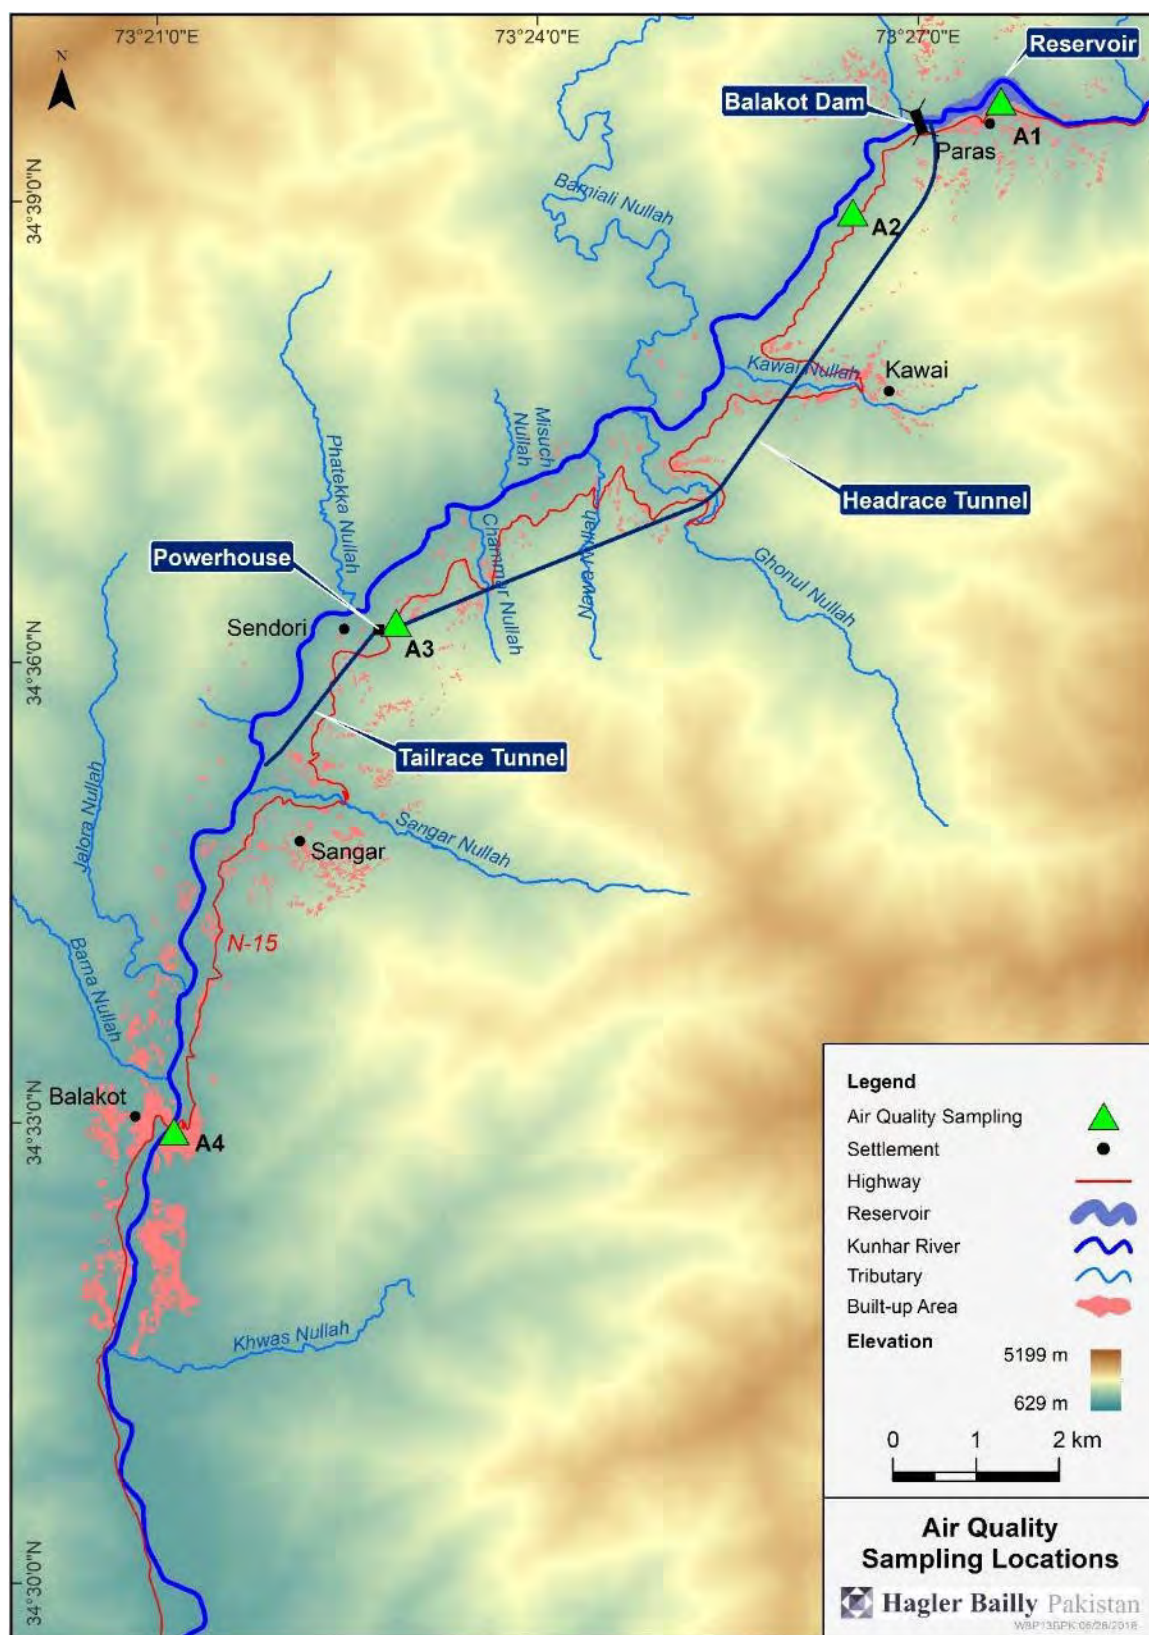 73°21'0"E
73°24'0"E
73°27'0"E
N
Reservoir
Balakot Dam
A1
Paras
34°39'0"N
Barniali Nullah
A2
Kawai Nullah
Kawai
Misuch
Nullah
Phatekka Nullah
Headrace Tunnel
Powerhouse
Chammar Nullah
Nullah
Ghonul Nullah
Sendori
A3
34°36'0"N
Tailrace Tunnel
Jalora Nullah
Sangar Nullah
Sangar
N-15
Barna Nullah
Balakot
34°33'0"N
A4
Khwas Nullah
34°30'0"N
Legend
Air Quality Sampling
Settlement
Highway
Reservoir
Kunhar River
Tributary
Built-up Area
Elevation
5199 m
629 m
0 1 2 km
Air Quality
Sampling Locations
Hagler Bailly Pakistan